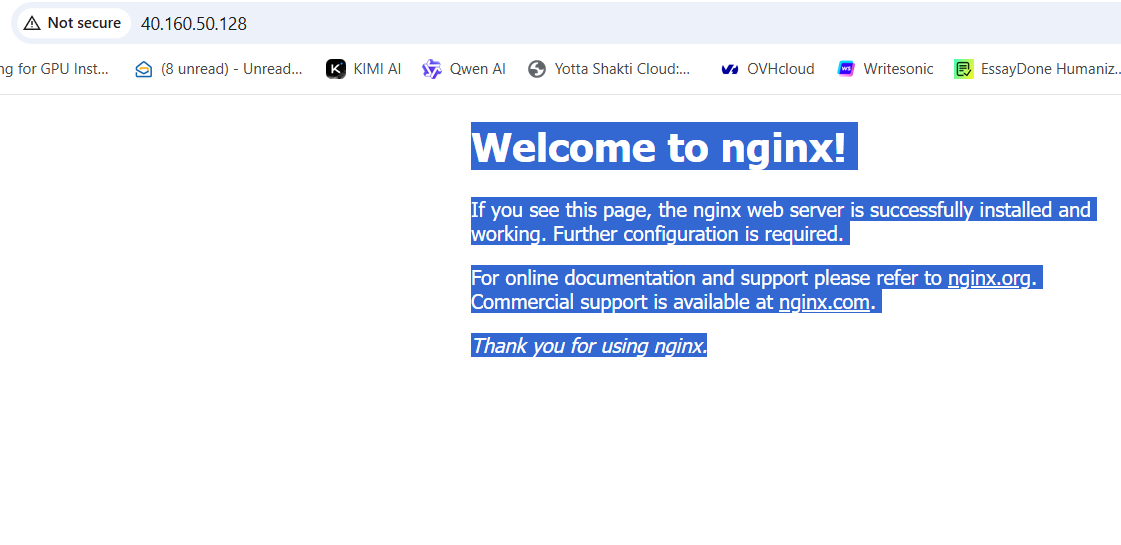 Not secure
40.160.50.128
ng for GPU Inst...
(8 unread) - Unread...
KIMI AI
Qwen AI
Yotta Shakti Cloud:...
OVHcloud
Writesonic
EssayDone Humaniz...
Welcome to nginx!
If you see this page, the nginx web server is successfully installed and
working. Further configuration is required.
For online documentation and support please refer to nginx.org.
Commercial support is available at nginx.com.
Thank you for using nginx.